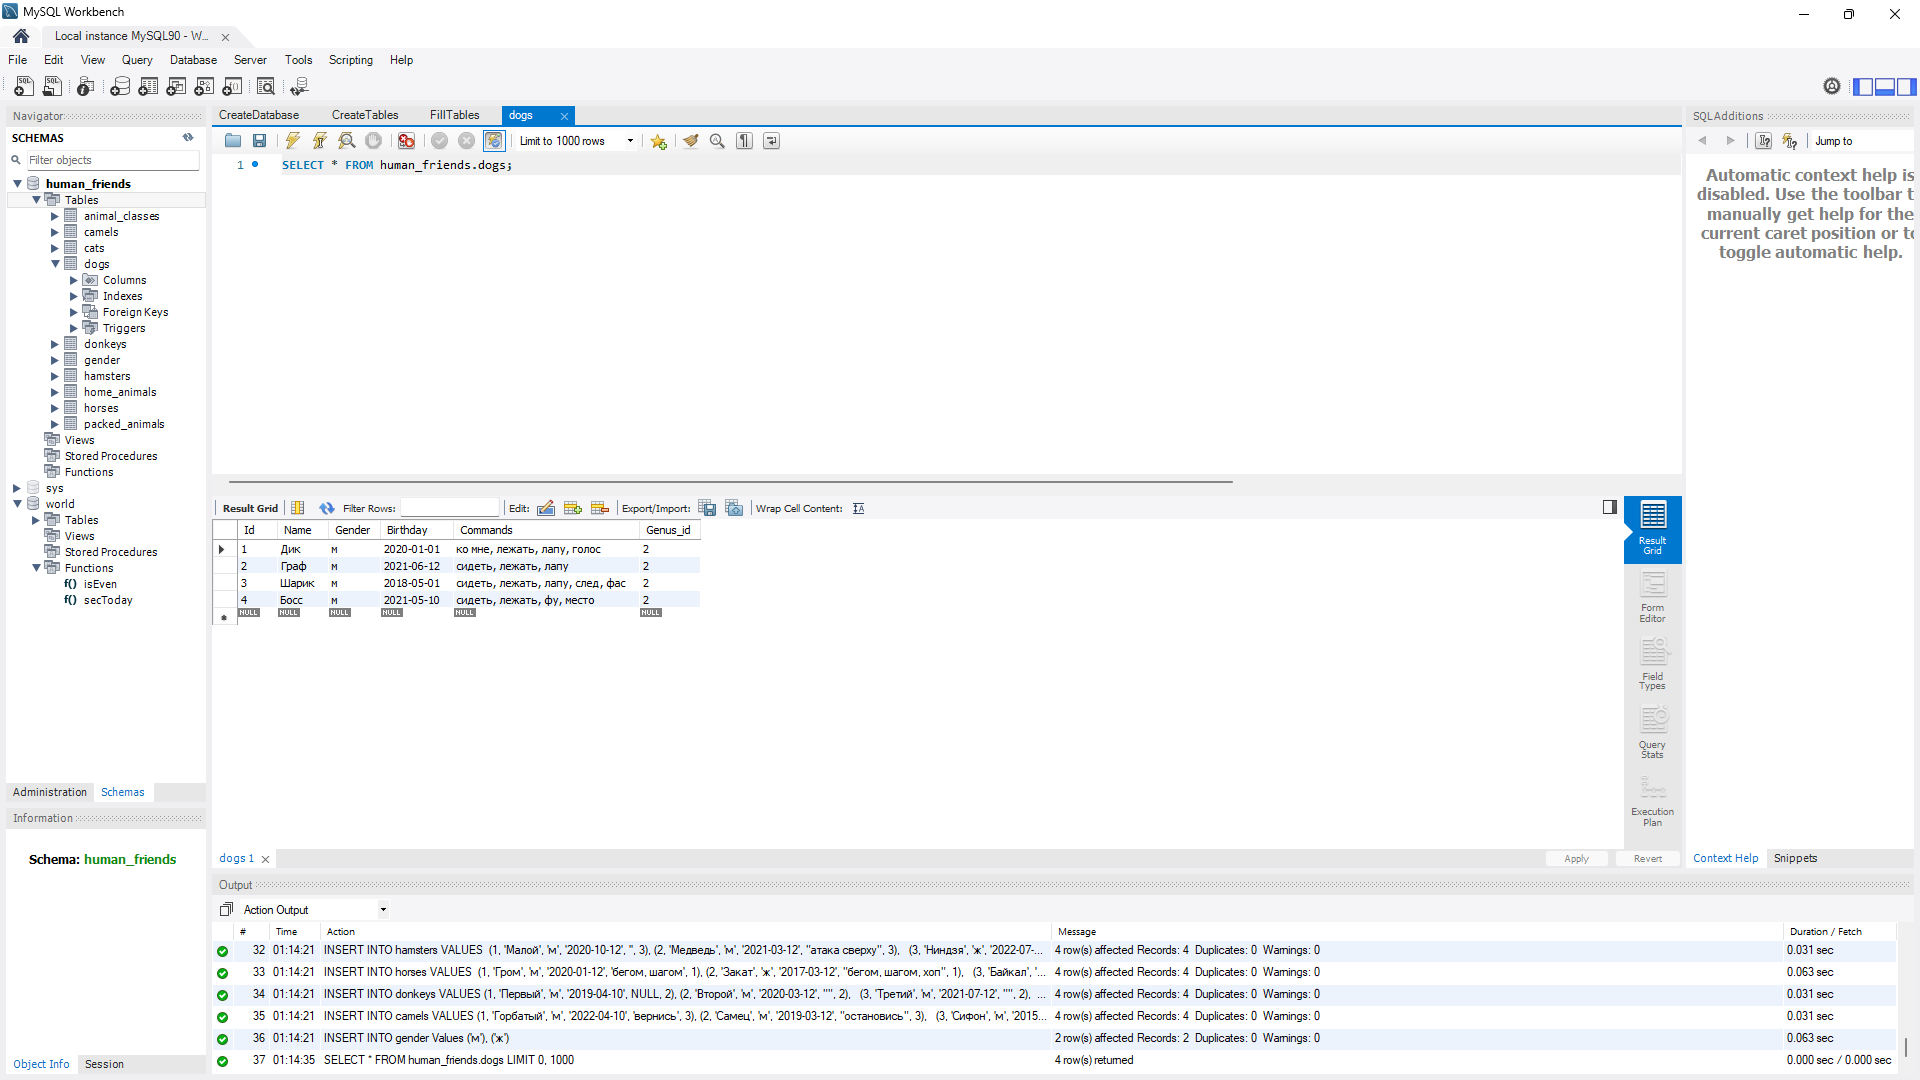 MySQL Workbench
Local instance MySQL90 - W...
File Edit View Query Database Server Tools Scripting Help
Navigator
SCHEMAS
Filter objects
human_friends
Tables
animal_classes
camels
cats
dogs
Columns
Indexes
Foreign Keys
Triggers
donkeys
gender
hamsters
home_animals
horses
packed_animals
Views
Stored Procedures
Functions
sys
world
Tables
Views
Stored Procedures
Functions
f() isEven
f() secToday
Administration Schemas
Information
Schema: human_friends
Object Info Session
CreateDatabase CreateTables FillTables dogs
Limit to 1000 rows
1 SELECT * FROM human_friends.dogs;
Result Grid Filter Rows: Edit: Export/Import: Wrap Cell Content:
Id Name Gender Birthday Commands Genus_id
1 Дик м 2020-01-01 ко мне, лежать, лапу, голос 2
2 Граф м 2021-06-12 сидеть, лежать, лапу 2
3 Шарик м 2018-05-01 сидеть, лежать, лапу, след, фас 2
4 Босс м 2021-05-10 сидеть, лежать, фу, место 2
NULL NULL NULL NULL NULL NULL
Result
Grid
Form
Editor
Field
Types
Query
Stats
Execution
Plan
dogs 1 Apply Revert
SQLAdditions
Jump to
Automatic context help is
disabled. Use the toolbar t
manually get help for the
current caret position or to
toggle automatic help.
Context Help Snippets
Output
Action Output
# Time Action Message Duration / Fetch
32 01:14:21 INSERT INTO hamsters VALUES (1, 'Малой', 'м', '2020-10-12', '', 3), (2, 'Медведь', 'м', '2021-03-12', "атака сверху", 3), (3, 'Ниндзя', 'ж', '2022-07-... 4 row(s) affected Records: 4 Duplicates: 0 Warnings: 0 0.031 sec
33 01:14:21 INSERT INTO horses VALUES (1, 'Гром', 'м', '2020-01-12', 'бегом, шагом', 1), (2, 'Закат', 'ж', '2017-03-12', "бегом, шагом, хоп", 1), (3, 'Байкал', '... 4 row(s) affected Records: 4 Duplicates: 0 Warnings: 0 0.063 sec
34 01:14:21 INSERT INTO donkeys VALUES (1, 'Первый', 'м', '2019-04-10', NULL, 2), (2, 'Второй', 'м', '2020-03-12', "", 2), (3, 'Третий', 'м', '2021-07-12', "", 2), ... 4 row(s) affected Records: 4 Duplicates: 0 Warnings: 0 0.031 sec
35 01:14:21 INSERT INTO camels VALUES (1, 'Горбатый', 'м', '2022-04-10', 'вернись', 3), (2, 'Самец', 'м', '2019-03-12', "остановись", 3), (3, 'Сифон', 'м', '2015... 4 row(s) affected Records: 4 Duplicates: 0 Warnings: 0 0.031 sec
36 01:14:21 INSERT INTO gender Values ('м'), ('ж') 2 row(s) affected Records: 2 Duplicates: 0 Warnings: 0 0.063 sec
37 01:14:35 SELECT * FROM human_friends.dogs LIMIT 0, 1000 4 row(s) returned 0.000 sec / 0.000 sec